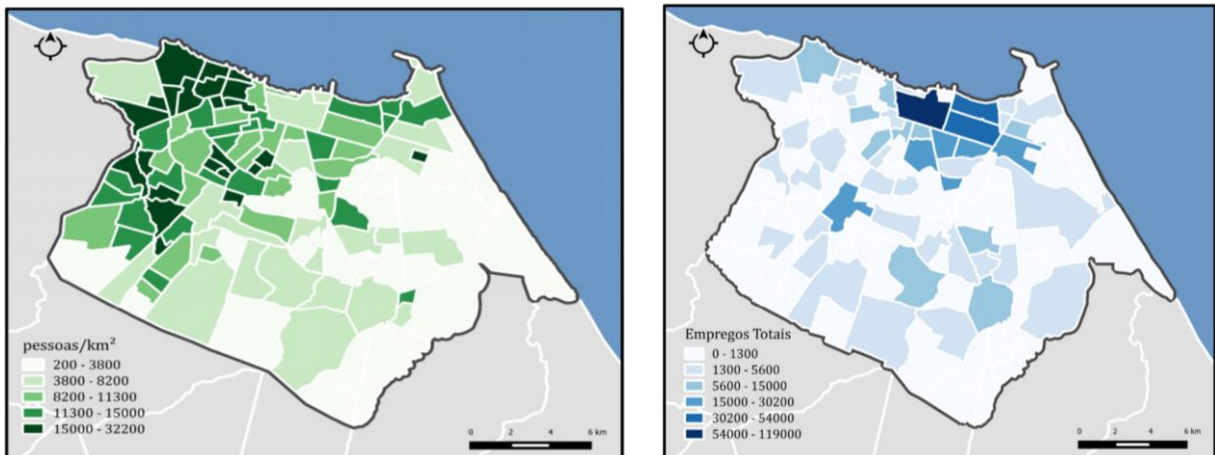 pessoas/km²
200 - 3800
3800 - 8200
8200 - 11300
11300 - 15000
15000 - 32200
0 2 4 6 km
Empregos Totais
0 - 1300
1300 - 5600
5600 - 15000
15000 - 30200
30200 - 54000
54000 - 119000
0 2 4 6 km